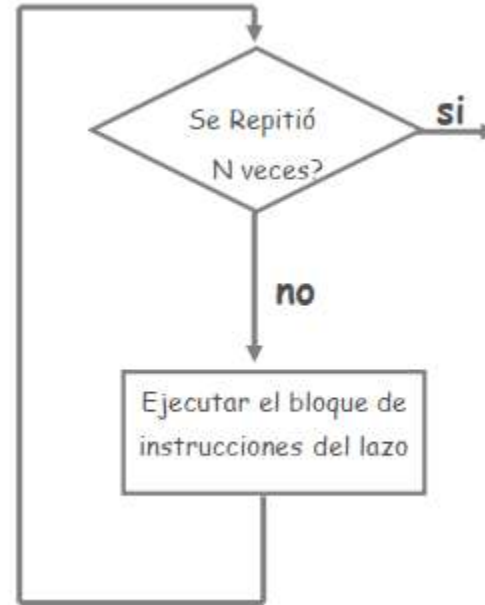 Se Repitió
N veces?
si
no
Ejecutar el bloque de
instrucciones del lazo